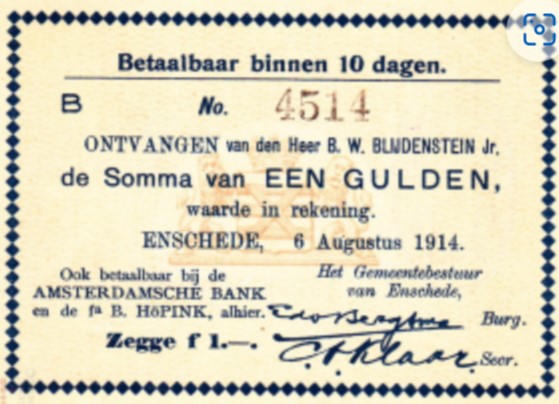 Betaalbaar binnen 10 dagen.
B No. 4514
ONTVANGEN van den Heer B. W. BLIJDENSTEIN Jr.
de Somma van EEN GULDEN,
waarde in rekening.
ENSCHEDE, 6 Augustus 1914.
Ook betaalbaar bij de
AMSTERDAMSCHE BANK
en de fa B. HöPINK, alhier.
Zegge f 1.—.
Het Gemeentebestuur
van Enschede,
Burg.
Secr.